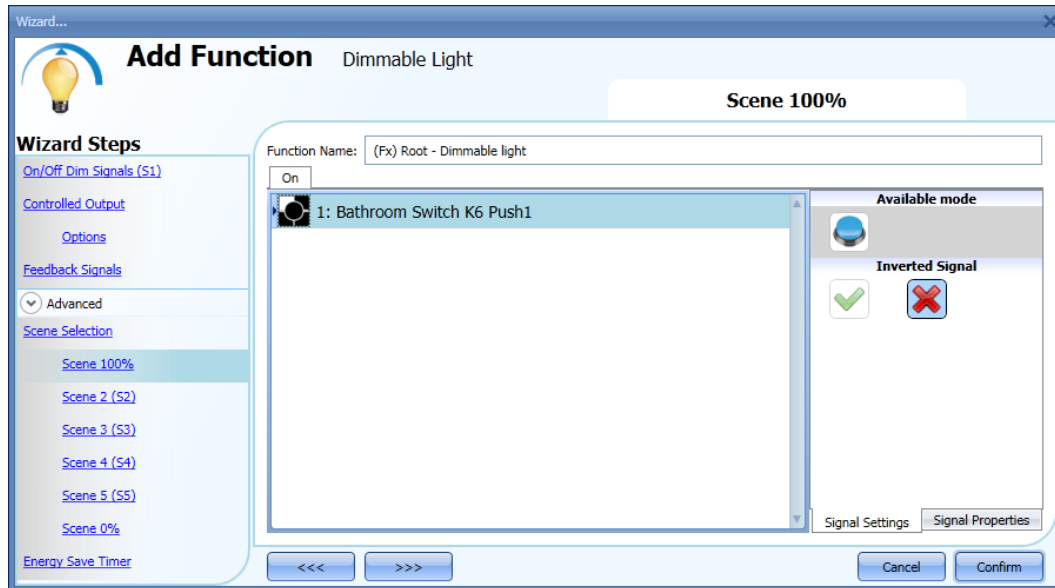 Wizard...
Add Function Dimmable Light
Scene 100%
Wizard Steps
On/Off Dim Signals (S1)
Controlled Output
Options
Feedback Signals
Advanced
Scene Selection
Scene 100%
Scene 2 (S2)
Scene 3 (S3)
Scene 4 (S4)
Scene 5 (S5)
Scene 0%
Energy Save Timer
Function Name: (Fx) Root - Dimmable light
On
1: Bathroom Switch K6 Push1
Available mode
Inverted Signal
Signal Settings Signal Properties
<<< >>> Cancel Confirm